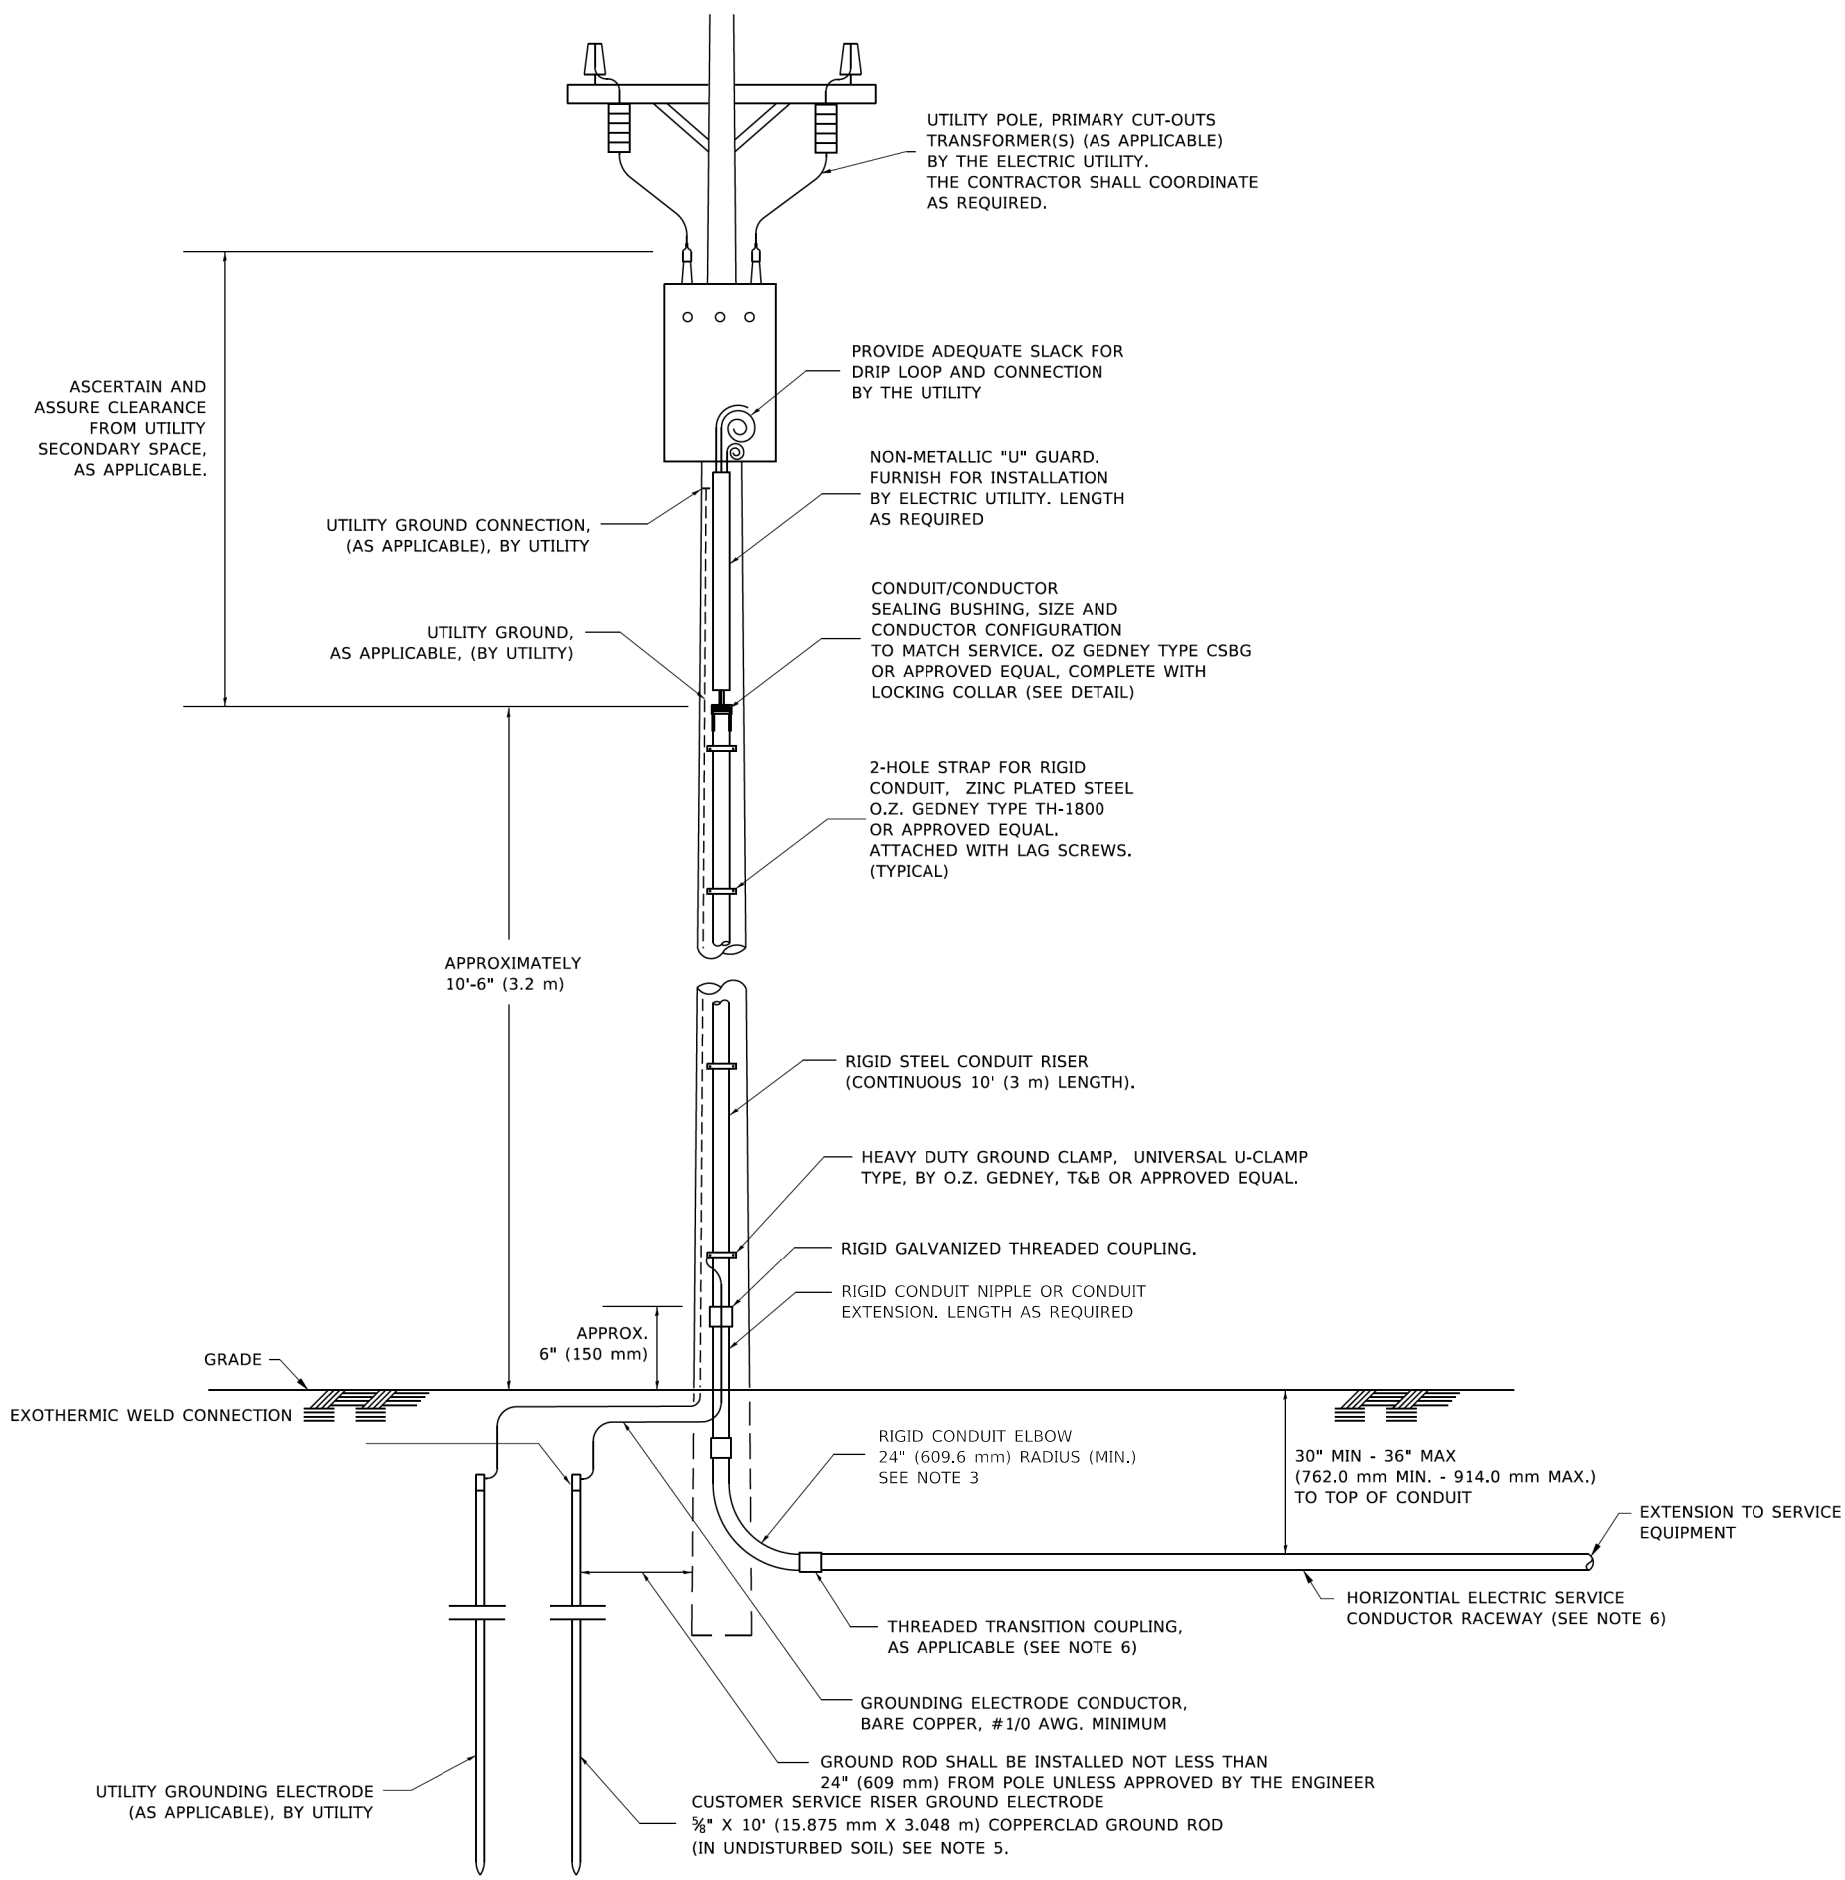 UTILITY POLE, PRIMARY CUT-OUTS
TRANSFORMER(S) (AS APPLICABLE)
BY THE ELECTRIC UTILITY.
THE CONTRACTOR SHALL COORDINATE
AS REQUIRED.
PROVIDE ADEQUATE SLACK FOR
DRIP LOOP AND CONNECTION
BY THE UTILITY
ASCERTAIN AND
ASSURE CLEARANCE
FROM UTILITY
SECONDARY SPACE,
AS APPLICABLE.
NON-METALLIC "U" GUARD.
FURNISH FOR INSTALLATION
BY ELECTRIC UTILITY. LENGTH
AS REQUIRED
UTILITY GROUND CONNECTION,
(AS APPLICABLE), BY UTILITY
CONDUIT/CONDUCTOR
SEALING BUSHING, SIZE AND
CONDUCTOR CONFIGURATION
TO MATCH SERVICE. OZ GEDNEY TYPE CSBG
OR APPROVED EQUAL, COMPLETE WITH
LOCKING COLLAR (SEE DETAIL)
UTILITY GROUND,
AS APPLICABLE, (BY UTILITY)
2-HOLE STRAP FOR RIGID
CONDUIT, ZINC PLATED STEEL
O.Z. GEDNEY TYPE TH-1800
OR APPROVED EQUAL.
ATTACHED WITH LAG SCREWS.
(TYPICAL)
APPROXIMATELY
10'-6" (3.2 m)
RIGID STEEL CONDUIT RISER
(CONTINUOUS 10' (3 m) LENGTH).
HEAVY DUTY GROUND CLAMP, UNIVERSAL U-CLAMP
TYPE, BY O.Z. GEDNEY, T&B OR APPROVED EQUAL.
RIGID GALVANIZED THREADED COUPLING.
RIGID CONDUIT NIPPLE OR CONDUIT
EXTENSION. LENGTH AS REQUIRED
APPROX.
6" (150 mm)
GRADE
EXOTHERMIC WELD CONNECTION
RIGID CONDUIT ELBOW
24" (609.6 mm) RADIUS (MIN.)
SEE NOTE 3
30" MIN - 36" MAX
(762.0 mm MIN. - 914.0 mm MAX.)
TO TOP OF CONDUIT
EXTENSION TO SERVICE
EQUIPMENT
HORIZONTIAL ELECTRIC SERVICE
CONDUCTOR RACEWAY (SEE NOTE 6)
THREADED TRANSITION COUPLING,
AS APPLICABLE (SEE NOTE 6)
GROUNDING ELECTRODE CONDUCTOR,
BARE COPPER, #1/0 AWG. MINIMUM
GROUND ROD SHALL BE INSTALLED NOT LESS THAN
24" (609 mm) FROM POLE UNLESS APPROVED BY THE ENGINEER
UTILITY GROUNDING ELECTRODE
(AS APPLICABLE), BY UTILITY
CUSTOMER SERVICE RISER GROUND ELECTRODE
⅝" X 10' (15.875 mm X 3.048 m) COPPERCLAD GROUND ROD
(IN UNDISTURBED SOIL) SEE NOTE 5.